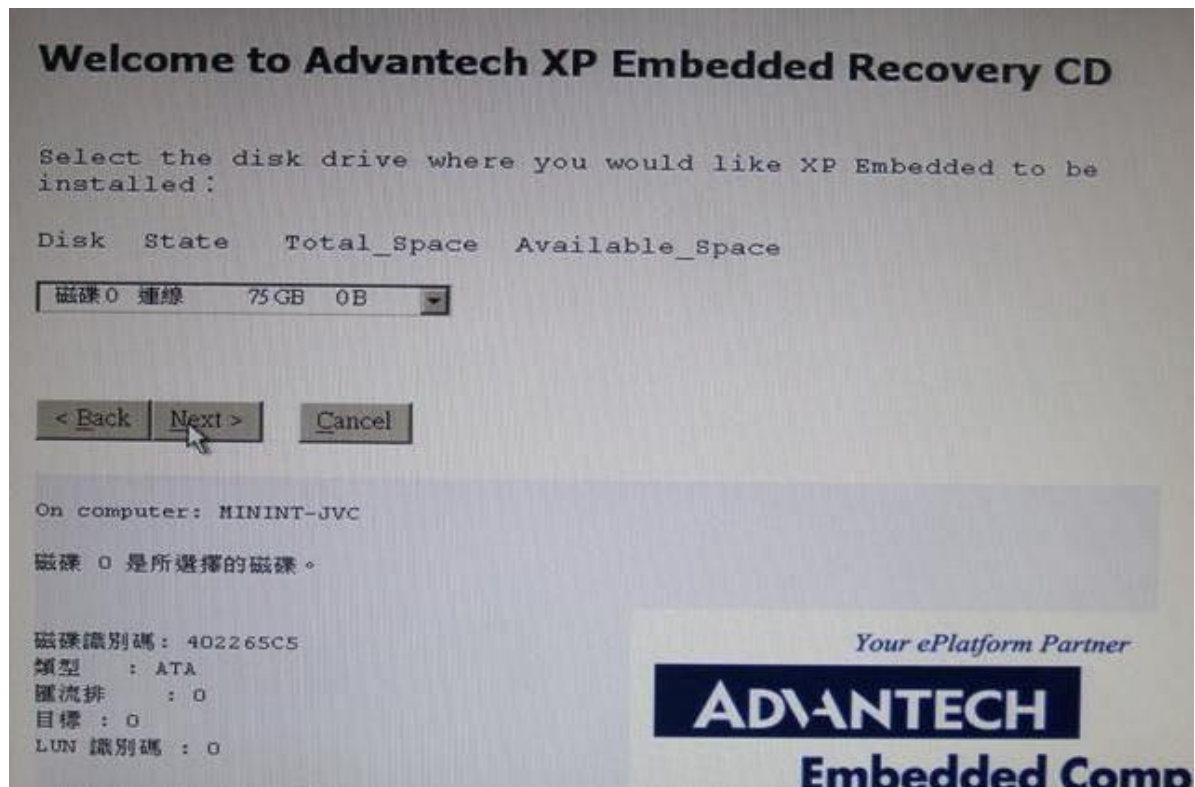 Welcome to Advantech XP Embedded Recovery CD
Select the disk drive where you would like XP Embedded to be
installed:
Disk State Total_Space Available_Space
磁碟 0 連線 75 GB 0 B
< Back Next > Cancel
On computer: MININT-JVC
磁碟 0 是所選擇的磁碟。
磁碟識別碼: 402265C5
類型 : ATA
匯流排 : 0
目標 : 0
LUN 識別碼 : 0
Your ePlatform Partner
ADVANTECH
Embedded Comp